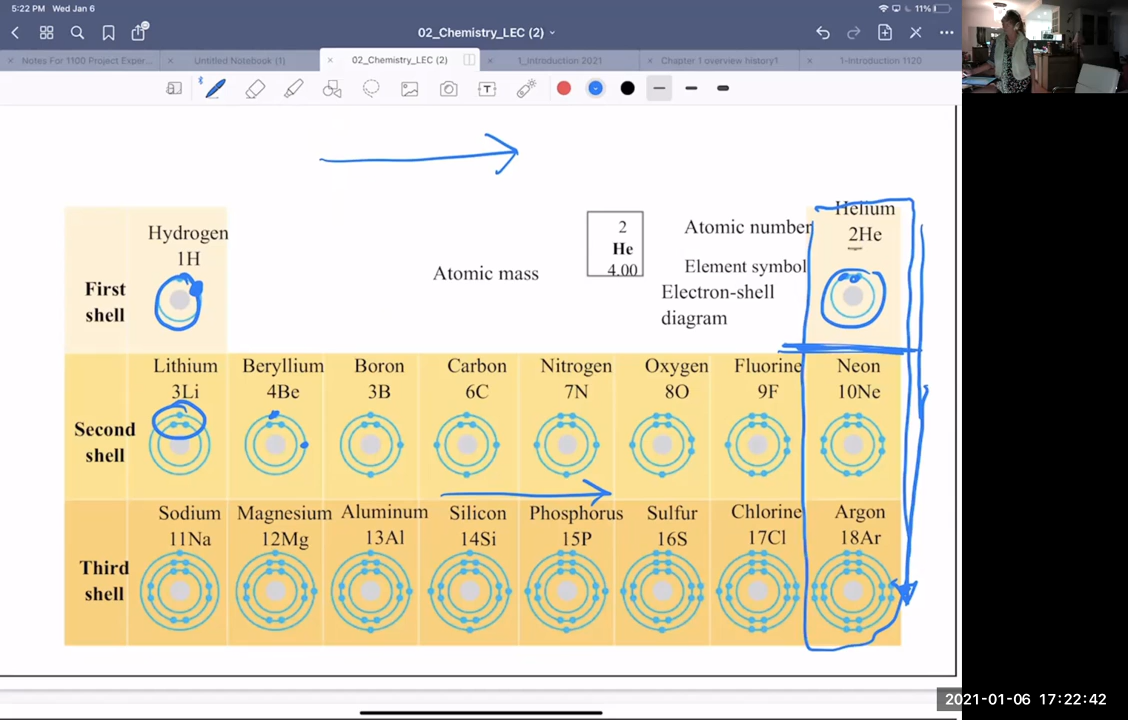 5:22 PM Wed Jan 6
11%
02_Chemistry_LEC (2)
Notes For 1100 Project Exper...
Untitled Notebook (1)
02_Chemistry_LEC (2)
1_Introduction 2021
Chapter 1 overview history1
1-Introduction 1120
T
Hydrogen
1H
First
shell
Atomic mass
2
He
4.00
Atomic number
Element symbol
Electron-shell
diagram
Helium
2He
Second
shell
Lithium
3Li
Beryllium
4Be
Boron
3B
Carbon
6C
Nitrogen
7N
Oxygen
8O
Fluorine
9F
Neon
10Ne
Third
shell
Sodium
11Na
Magnesium
12Mg
Aluminum
13Al
Silicon
14Si
Phosphorus
15P
Sulfur
16S
Chlorine
17Cl
Argon
18Ar
2021-01-06 17:22:42